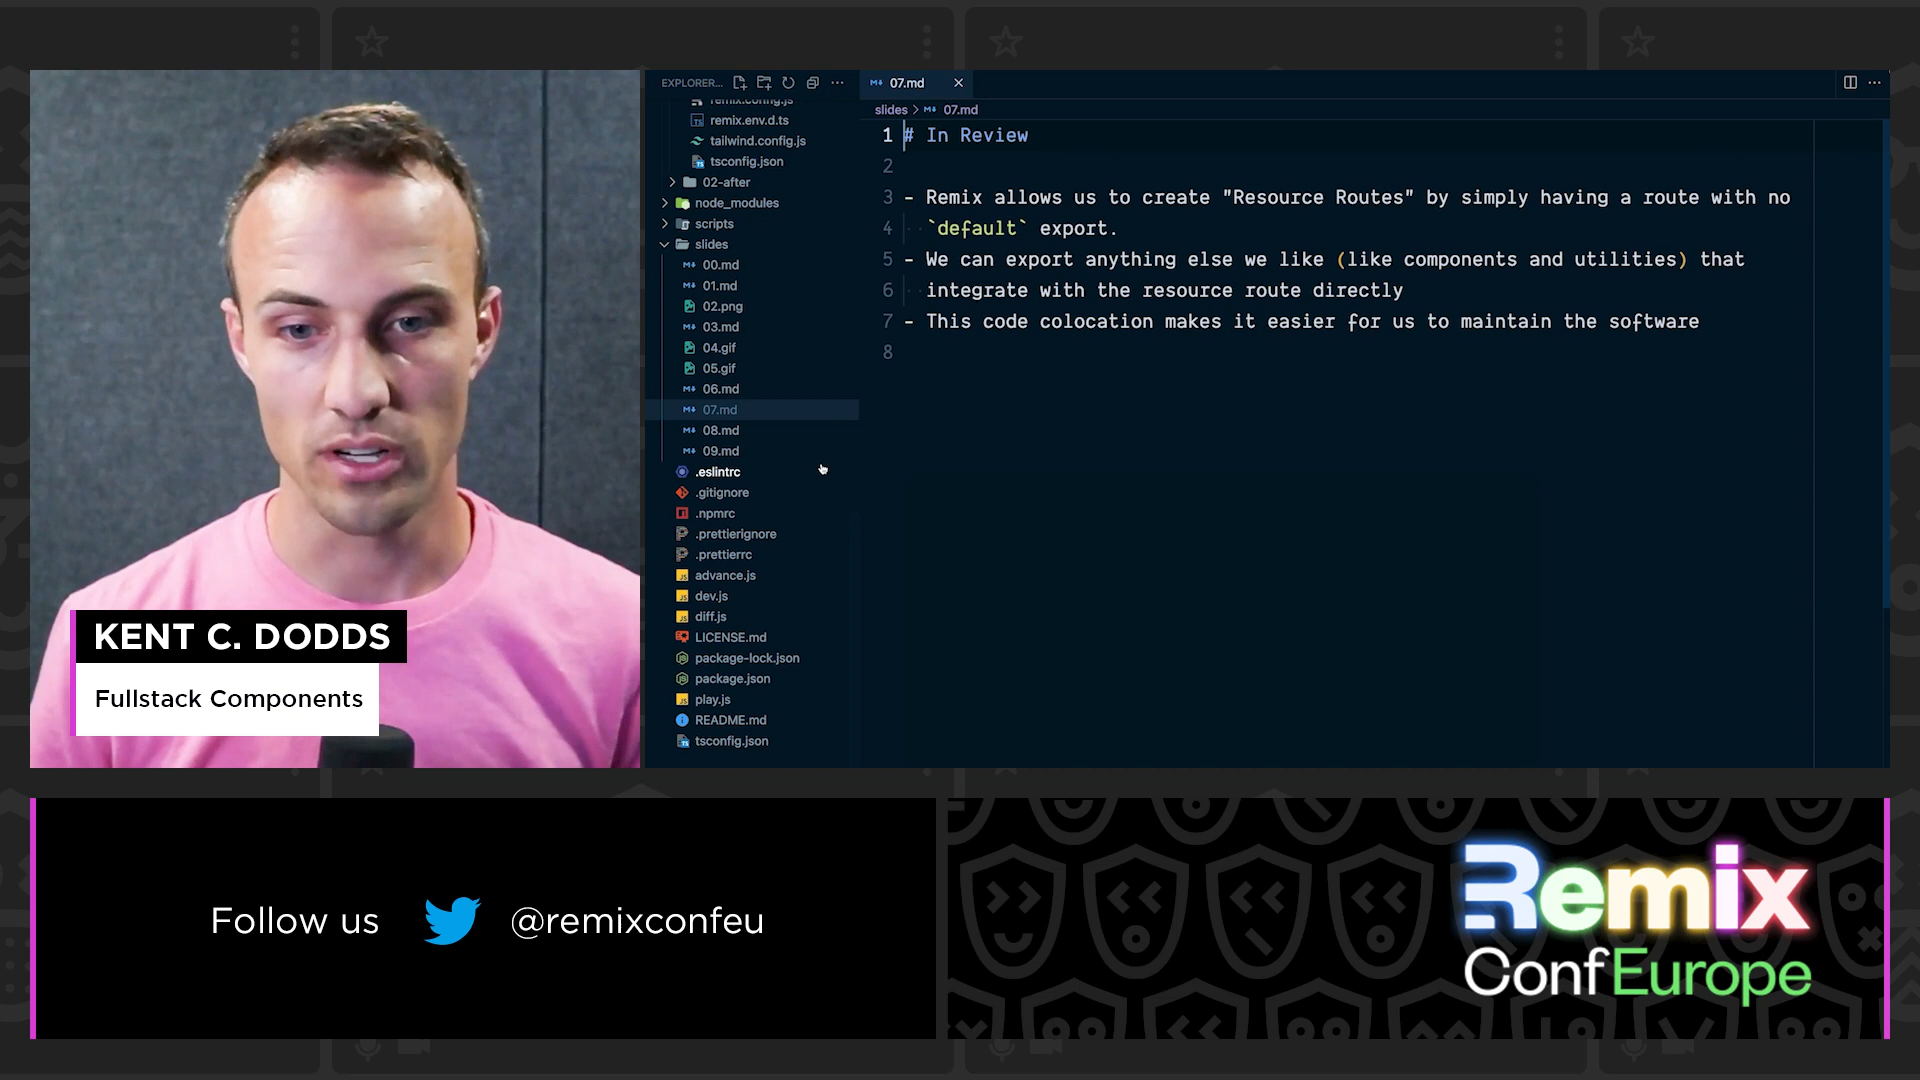 EXPLORER...
remix.config.js
remix.env.d.ts
tailwind.config.js
tsconfig.json
02-after
node_modules
scripts
slides
00.md
01.md
02.png
03.md
04.gif
05.gif
06.md
07.md
08.md
09.md
.eslintrc
.gitignore
.npmrc
.prettierignore
.prettierrc
advance.js
dev.js
diff.js
LICENSE.md
package-lock.json
package.json
play.js
README.md
tsconfig.json
07.md
slides > 07.md
1 # In Review
2
3 - Remix allows us to create "Resource Routes" by simply having a route with no
4 `default` export.
5 - We can export anything else we like (like components and utilities) that
6 integrate with the resource route directly
7 - This code colocation makes it easier for us to maintain the software
8
KENT C. DODDS
Fullstack Components
Follow us @remixconfeu
Remix
Conf Europe